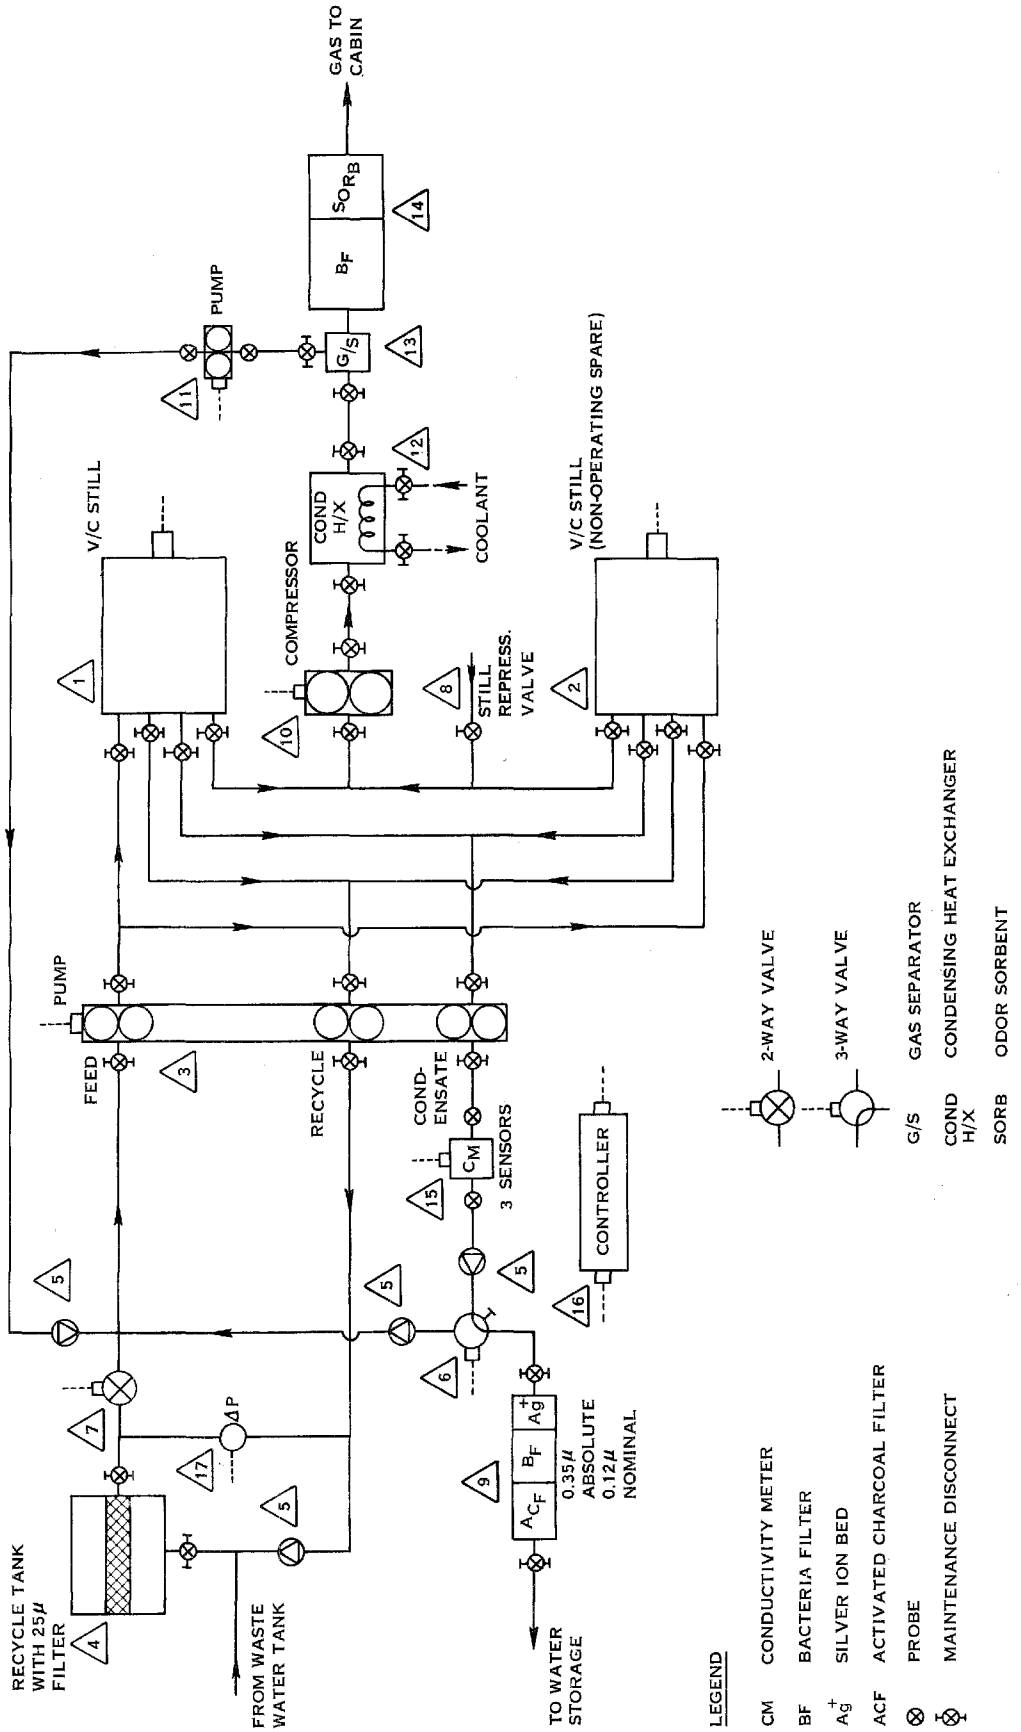 RECYCLE TANK
WITH 25μ
FILTER
4
7
17
ΔP
5
FROM WASTE
WATER TANK
5
FEED
3
PUMP
RECYCLE
COND-
ENSATE
5
5
6
15
CM
3 SENSORS
9
ACF
BF
Ag+
0.35μ
ABSOLUTE
0.12μ
NOMINAL
TO WATER
STORAGE
16
CONTROLLER
1
V/C STILL
11
PUMP
10
COMPRESSOR
COND
H/X
12
COOLANT
G/S
13
BF
SORB
14
GAS TO
CABIN
8
STILL
REPRESS.
VALVE
2
V/C STILL
(NON-OPERATING SPARE)
LEGEND
CM CONDUCTIVITY METER
BF BACTERIA FILTER
Ag+ SILVER ION BED
ACF ACTIVATED CHARCOAL FILTER
PROBE
MAINTENANCE DISCONNECT
2-WAY VALVE
3-WAY VALVE
G/S GAS SEPARATOR
COND
H/X CONDENSING HEAT EXCHANGER
SORB ODOR SORBENT